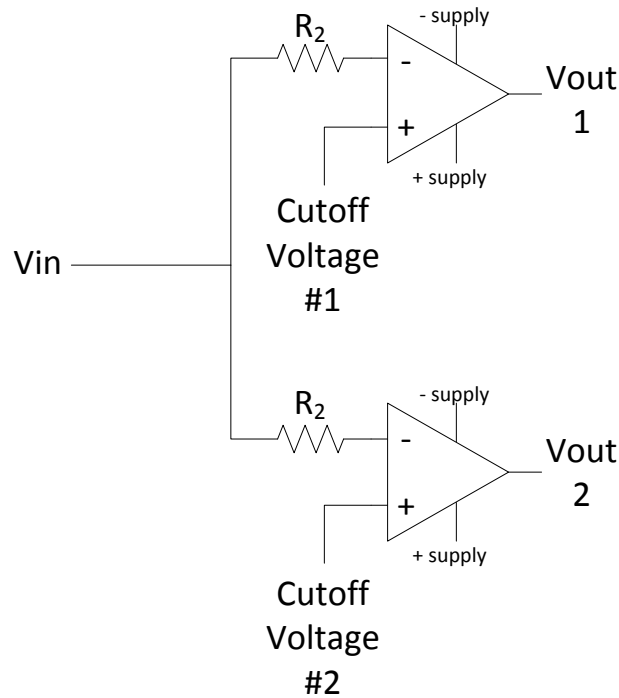 - supply
R₂
-
Vout
1
+
+ supply
Cutoff
Voltage
#1
Vin
- supply
R₂
-
Vout
2
+
+ supply
Cutoff
Voltage
#2